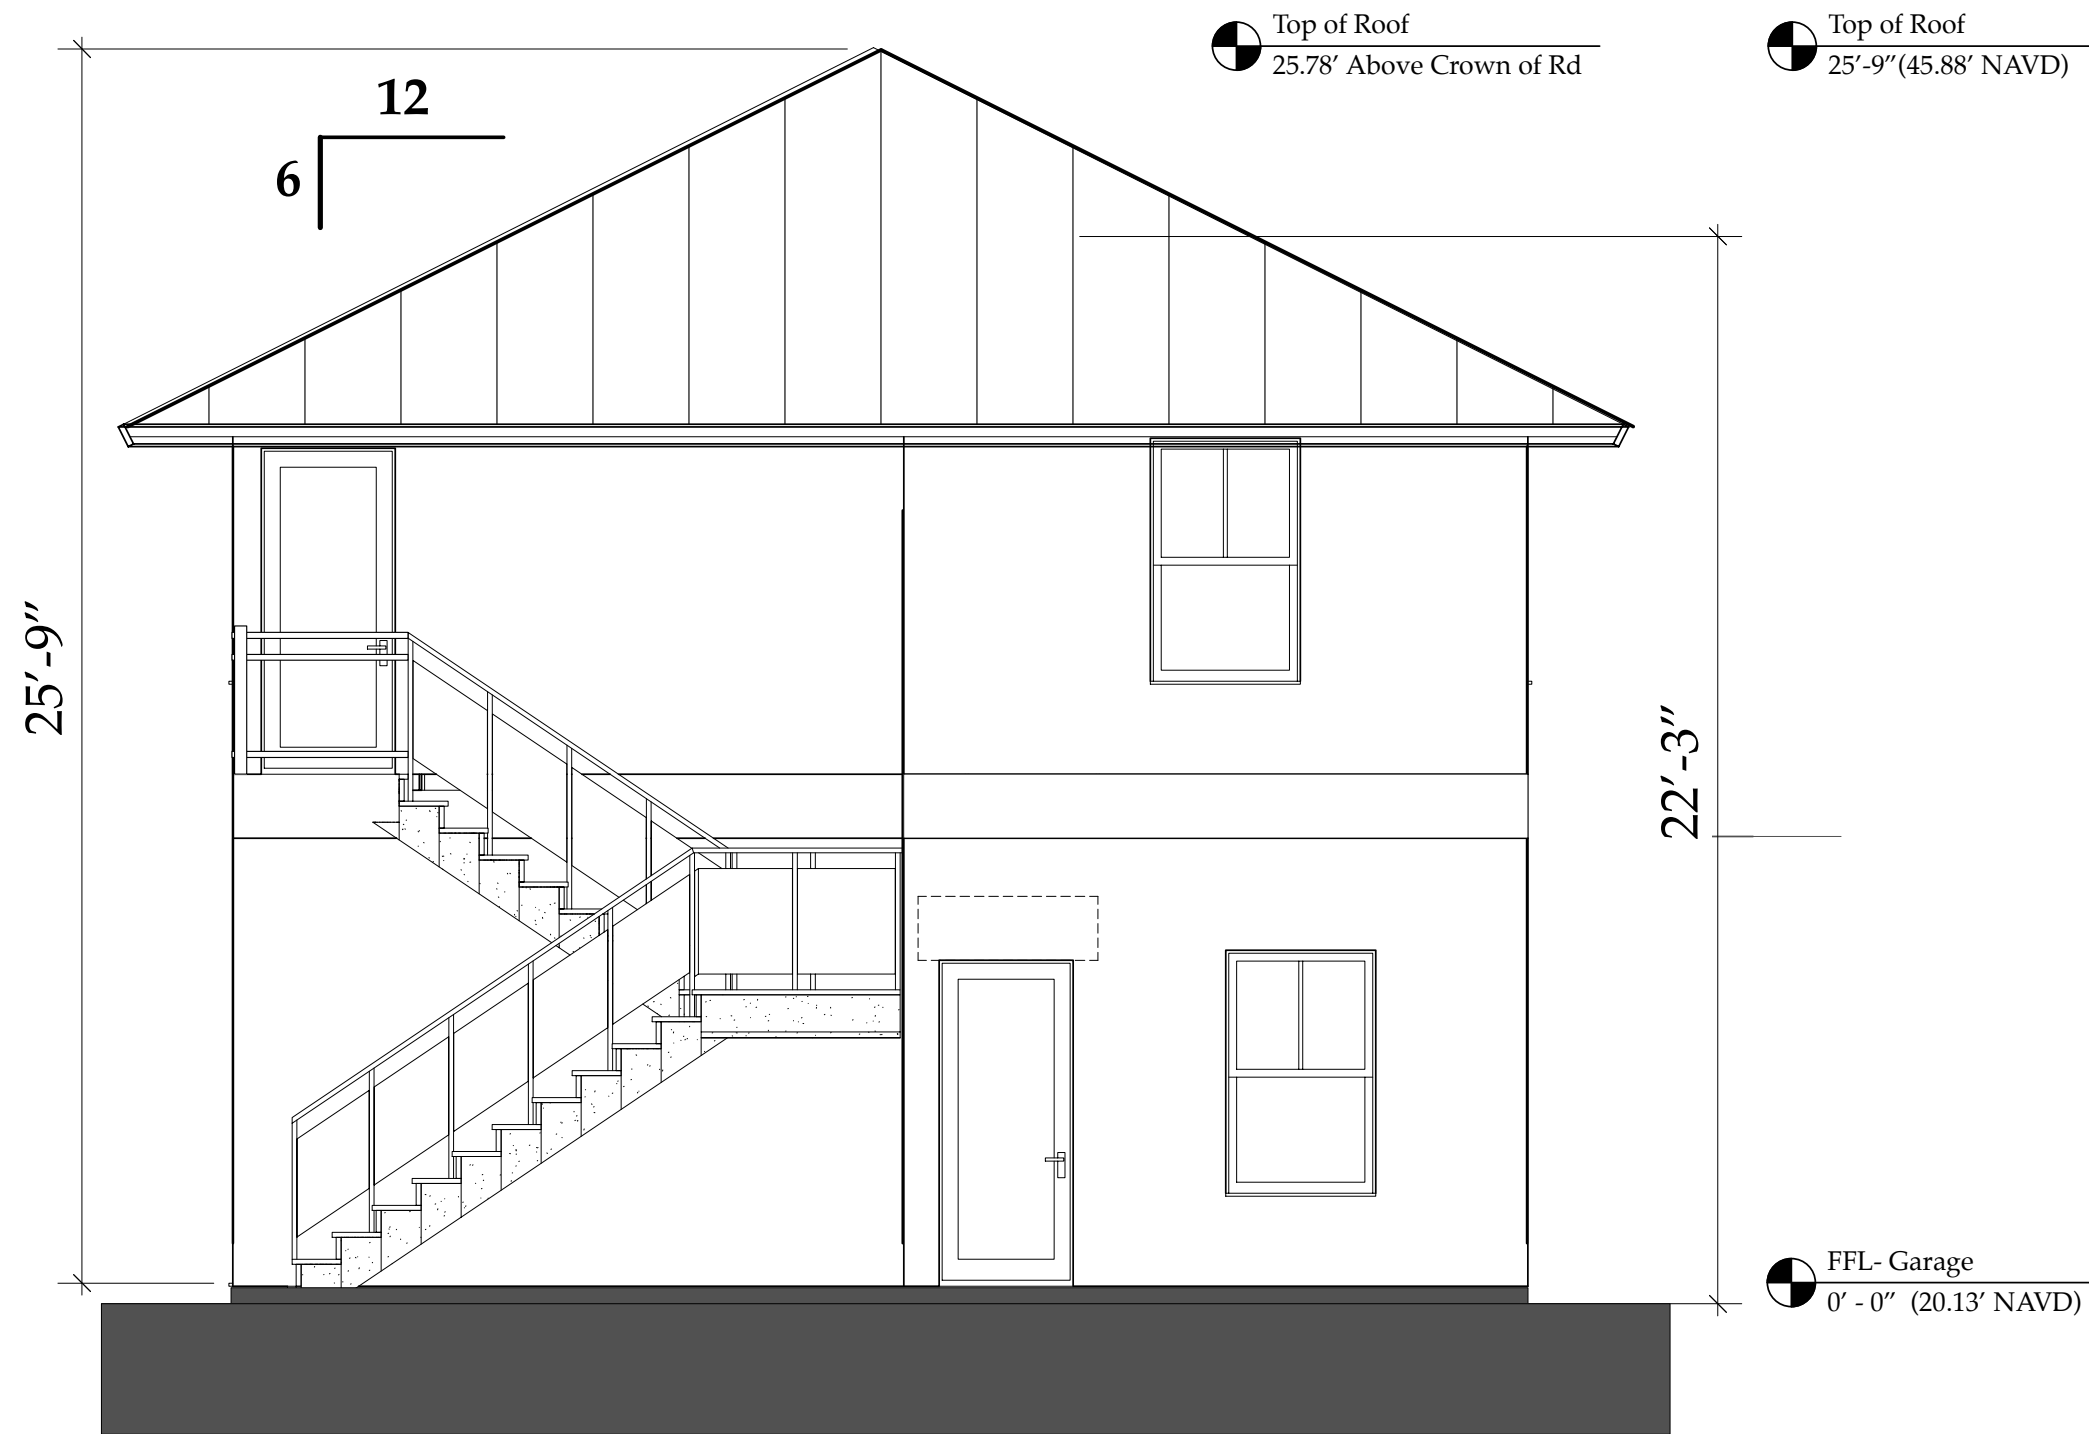 Top of Roof
25.78' Above Crown of Rd
Top of Roof
25'-9"(45.88' NAVD)
12
6
25'-9"
22'-3"
FFL- Garage
0' - 0" (20.13' NAVD)